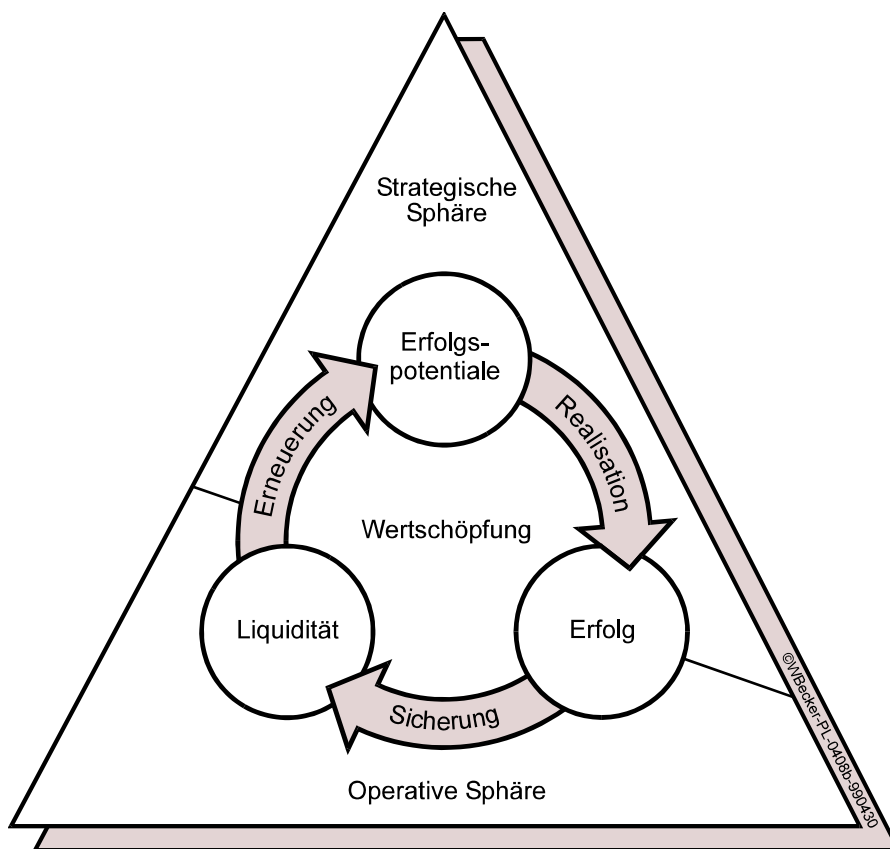 Strategische
Sphäre
Erfolgs-
potentiale
Erneuerung
Realisation
Wertschöpfung
Liquidität
Erfolg
Sicherung
Operative Sphäre
©WBecker-PL-0408b-990430